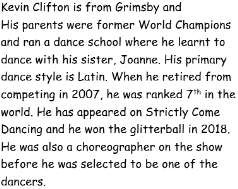 Kevin Clifton is from Grimsby and
His parents were former World Champions
and ran a dance school where he learnt to
dance with his sister, Joanne. His primary
dance style is Latin. When he retired from
competing in 2007, he was ranked 7th in the
world. He has appeared on Strictly Come
Dancing and he won the glitterball in 2018.
He was also a choreographer on the show
before he was selected to be one of the
dancers.